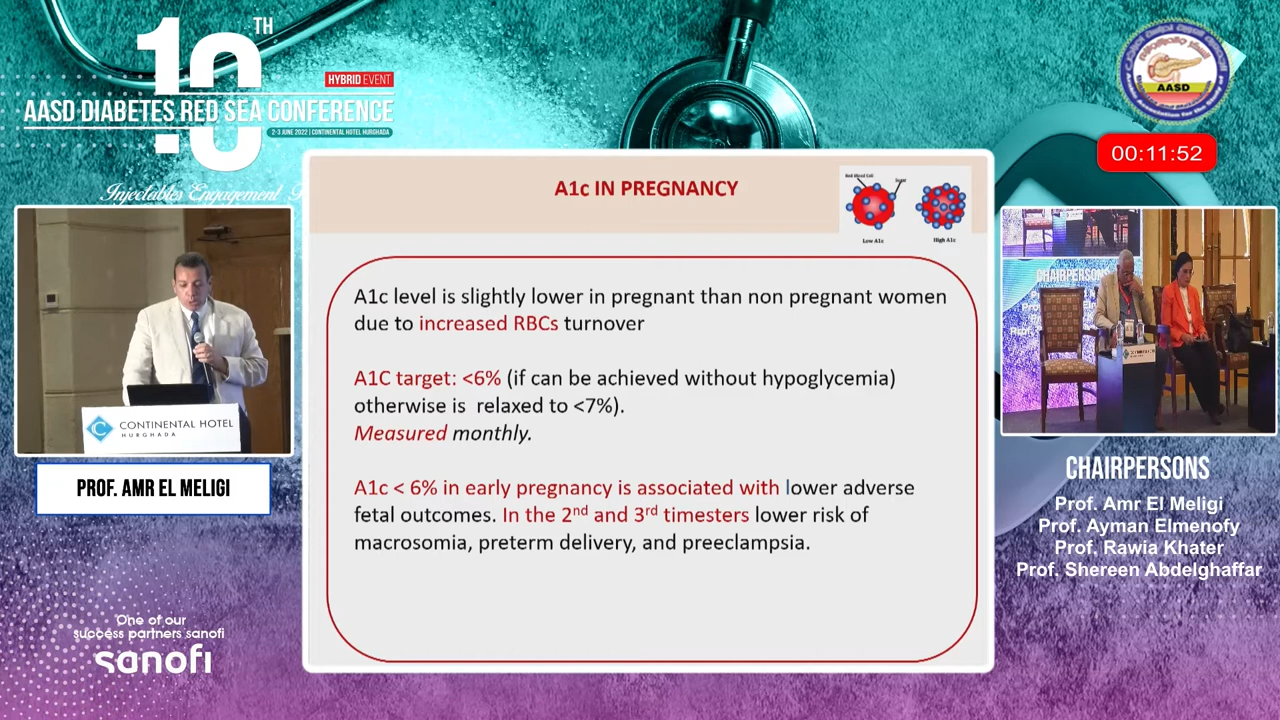 10TH
HYBRID EVENT
AASD DIABETES RED SEA CONFERENCE
2-3 JUNE 2022 | CONTINENTAL HOTEL HURGHADA
Injectables Engagement
AASD
00:11:52
A1c IN PREGNANCY
Red Blood Cell
Sugar
Low A1c
High A1c
A1c level is slightly lower in pregnant than non pregnant women
due to increased RBCs turnover
A1C target: <6% (if can be achieved without hypoglycemia)
otherwise is relaxed to <7%).
Measured monthly.
A1c < 6% in early pregnancy is associated with lower adverse
fetal outcomes. In the 2nd and 3rd timesters lower risk of
macrosomia, preterm delivery, and preeclampsia.
CONTINENTAL HOTEL
HURGHADA
PROF. AMR EL MELIGI
CHAIRPERSONS
CHAIRPERSONS
Prof. Amr El Meligi
Prof. Ayman Elmenofy
Prof. Rawia Khater
Prof. Shereen Abdelghaffar
One of our
success partners sanofi
sanofi